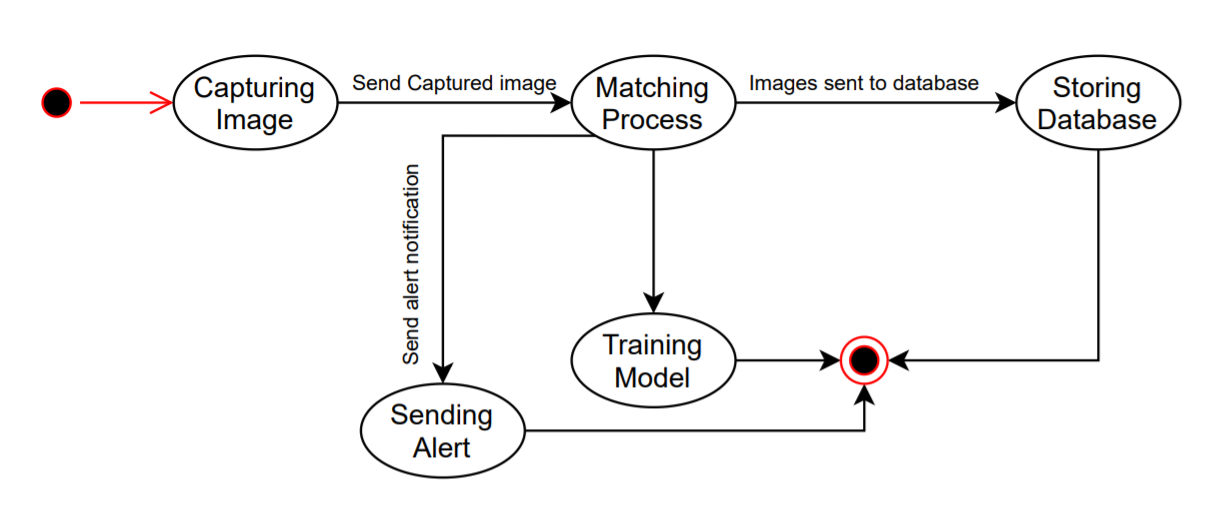 Capturing
Image
Send Captured image
Matching
Process
Images sent to database
Storing
Database
Send alert notification
Training
Model
Sending
Alert